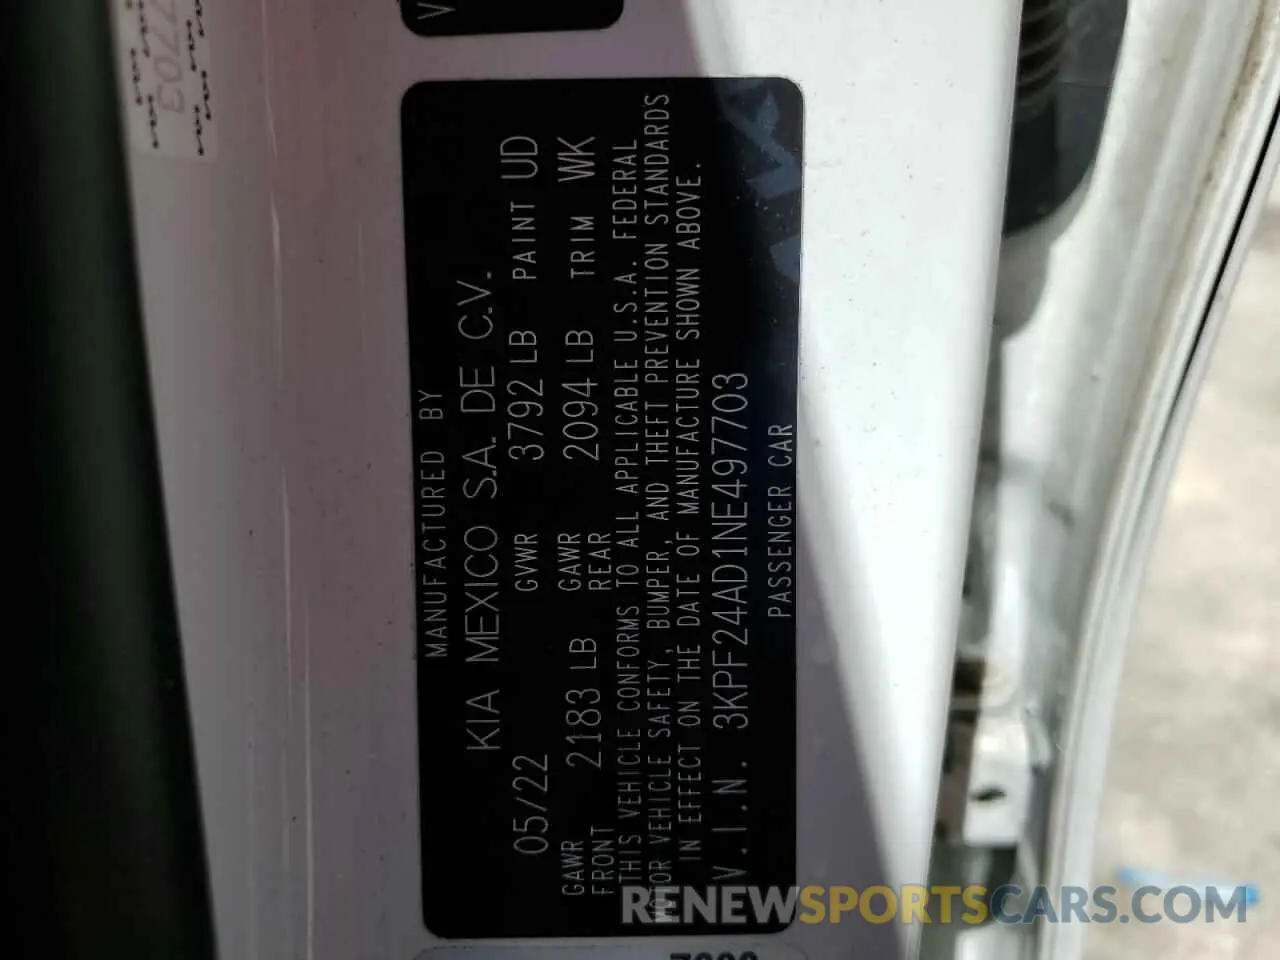 MANUFACTURED BY
KIA MEXICO S.A. DE C.V.
05/22 GVWR 3792 LB PAINT UD
GAWR FRONT 2183 LB GAWR REAR 2094 LB TRIM WK
THIS VEHICLE CONFORMS TO ALL APPLICABLE U.S.A. FEDERAL
MOTOR VEHICLE SAFETY, BUMPER, AND THEFT PREVENTION STANDARDS
IN EFFECT ON THE DATE OF MANUFACTURE SHOWN ABOVE.
V.I.N. 3KPF24AD1NE497703
PASSENGER CAR
7703
RENEWSPORTSCARS.COM